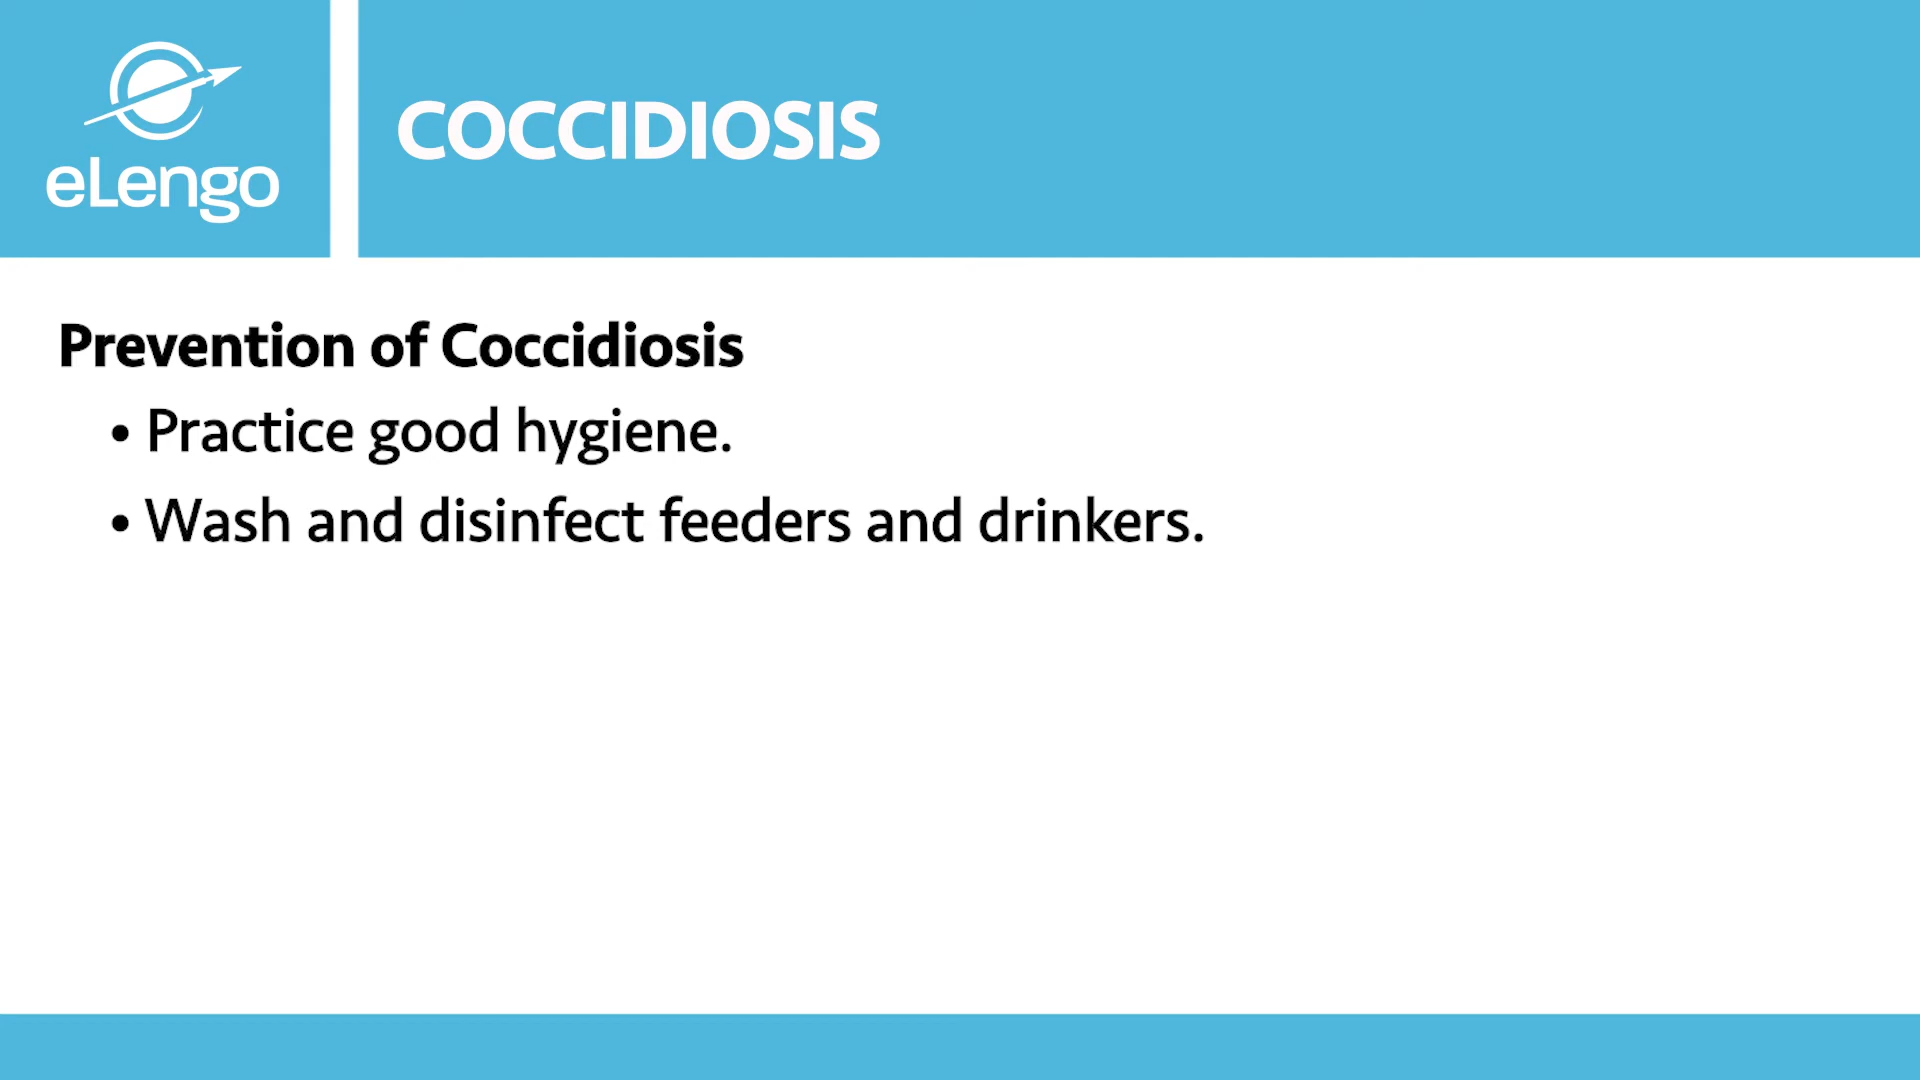 eLengo
COCCIDIOSIS
Prevention of Coccidiosis
• Practice good hygiene.
• Wash and disinfect feeders and drinkers.